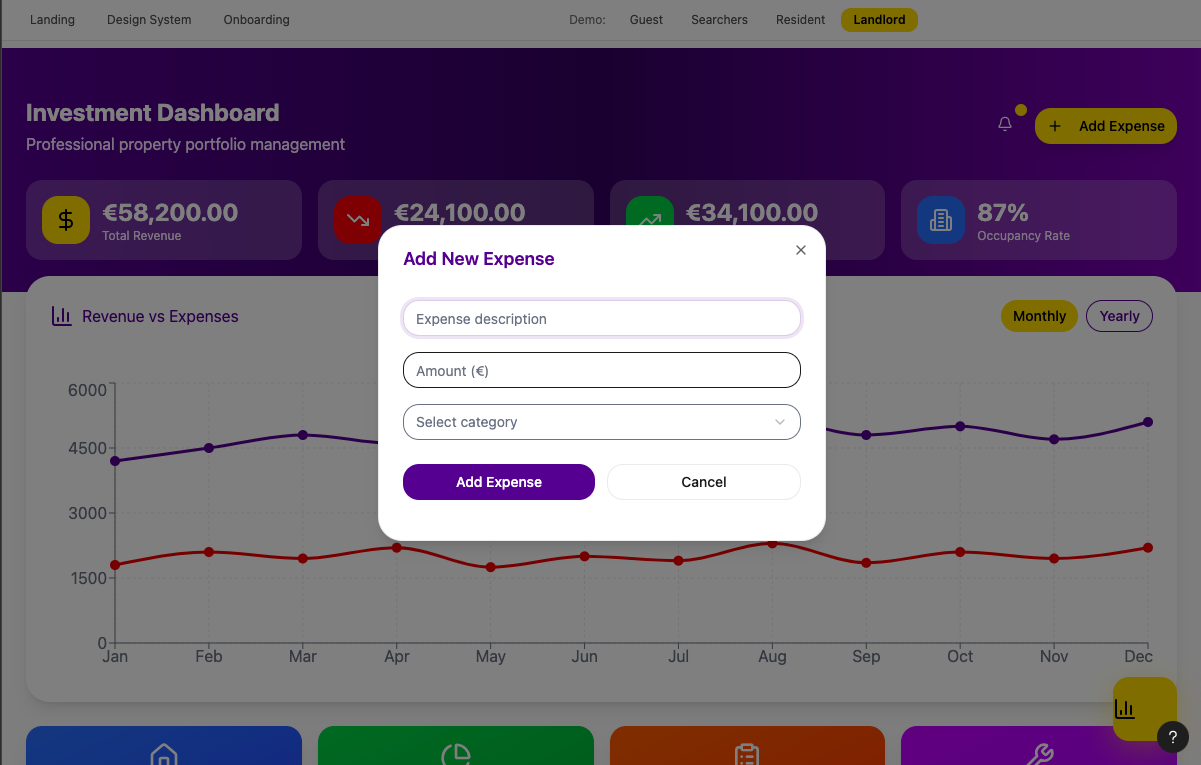 Landing Design System Onboarding Demo: Guest Searchers Resident Landlord
Investment Dashboard
Professional property portfolio management
+ Add Expense
$ €58,200.00
Total Revenue
€24,100.00
€34,100.00
87%
Occupancy Rate
Add New Expense
Expense description
Amount (€)
Select category
Add Expense Cancel
Revenue vs Expenses
Monthly Yearly
6000
4500
3000
1500
0
Jan Feb Mar Apr May Jun Jul Aug Sep Oct Nov Dec
?